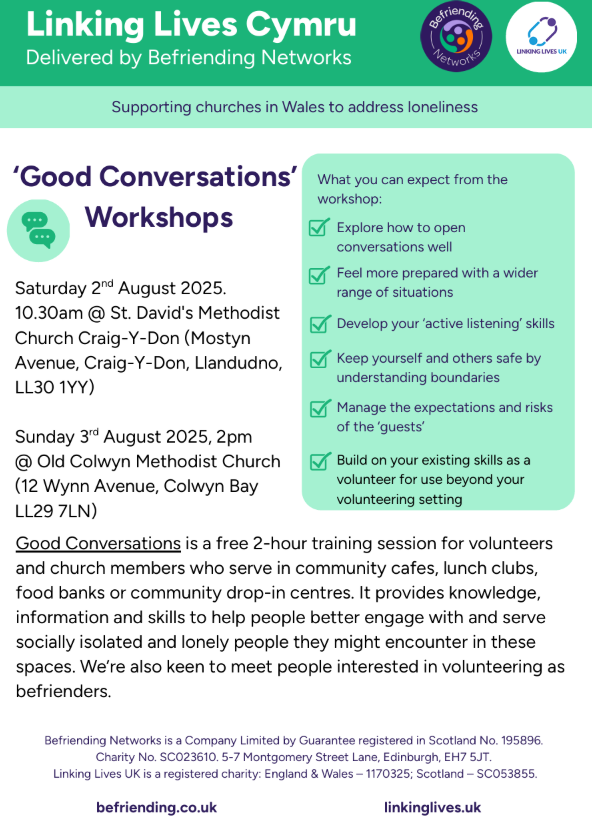 Linking Lives Cymru
Delivered by Befriending Networks
Befriending
Networks
LINKING LIVES UK
Supporting churches in Wales to address loneliness
‘Good Conversations’
Workshops
Saturday 2nd August 2025.
10.30am @ St. David's Methodist
Church Craig-Y-Don (Mostyn
Avenue, Craig-Y-Don, Llandudno,
LL30 1YY)
Sunday 3rd August 2025, 2pm
@ Old Colwyn Methodist Church
(12 Wynn Avenue, Colwyn Bay
LL29 7LN)
What you can expect from the
workshop:
Explore how to open
conversations well
Feel more prepared with a wider
range of situations
Develop your ‘active listening’ skills
Keep yourself and others safe by
understanding boundaries
Manage the expectations and risks
of the ‘guests’
Build on your existing skills as a
volunteer for use beyond your
volunteering setting
Good Conversations is a free 2-hour training session for volunteers
and church members who serve in community cafes, lunch clubs,
food banks or community drop-in centres. It provides knowledge,
information and skills to help people better engage with and serve
socially isolated and lonely people they might encounter in these
spaces. We’re also keen to meet people interested in volunteering as
befrienders.
Befriending Networks is a Company Limited by Guarantee registered in Scotland No. 195896.
Charity No. SC023610. 5-7 Montgomery Street Lane, Edinburgh, EH7 5JT.
Linking Lives UK is a registered charity: England & Wales – 1170325; Scotland – SC053855.
befriending.co.uk
linkinglives.uk